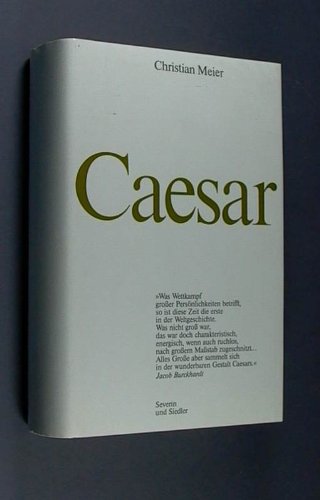 Christian Meier
Caesar
»Was Wettkampf
großer Persönlichkeiten betrifft,
so ist diese Zeit die erste
in der Weltgeschichte.
Was nicht groß war,
das war doch charakteristisch,
energisch, wenn auch ruchlos,
nach großem Maßstab zugeschnitzt...
Alles Große aber sammelt sich
in der wunderbaren Gestalt Caesars.«
Jacob Burckhardt
Severin
und Siedler